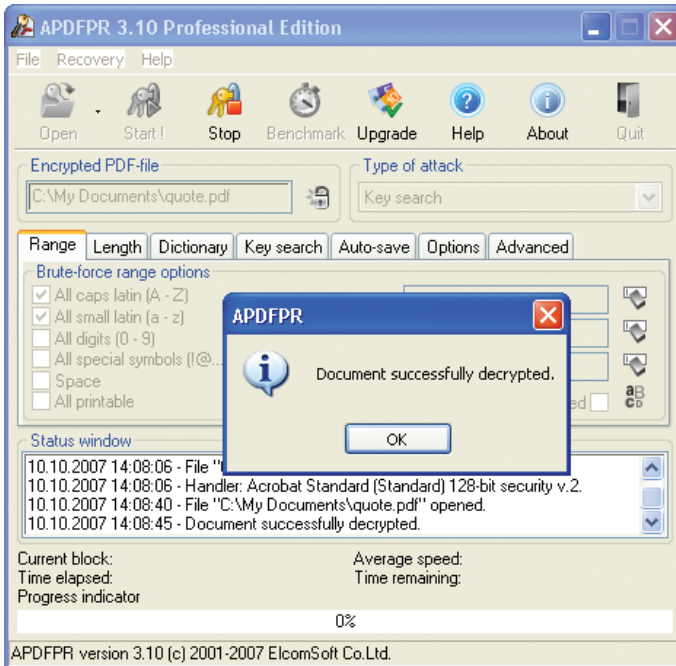 APDFPR 3.10 Professional Edition
File Recovery Help
Open Start! Stop Benchmark Upgrade Help About Quit
Encrypted PDF-file
C:\My Documents\quote.pdf
Type of attack
Key search
Range Length Dictionary Key search Auto-save Options Advanced
Brute-force range options
All caps latin (A - Z)
All small latin (a - z)
All digits (0 - 9)
All special symbols (!@...
Space
All printable
APDFPR
Document successfully decrypted.
OK
Status window
10.10.2007 14:08:06 - File "
10.10.2007 14:08:06 - Handler: Acrobat Standard (Standard) 128-bit security v.2.
10.10.2007 14:08:40 - File "C:\My Documents\quote.pdf" opened.
10.10.2007 14:08:45 - Document successfully decrypted.
Current block:
Average speed:
Time elapsed:
Time remaining:
Progress indicator
0%
APDFPR version 3.10 (c) 2001-2007 ElcomSoft Co.Ltd.